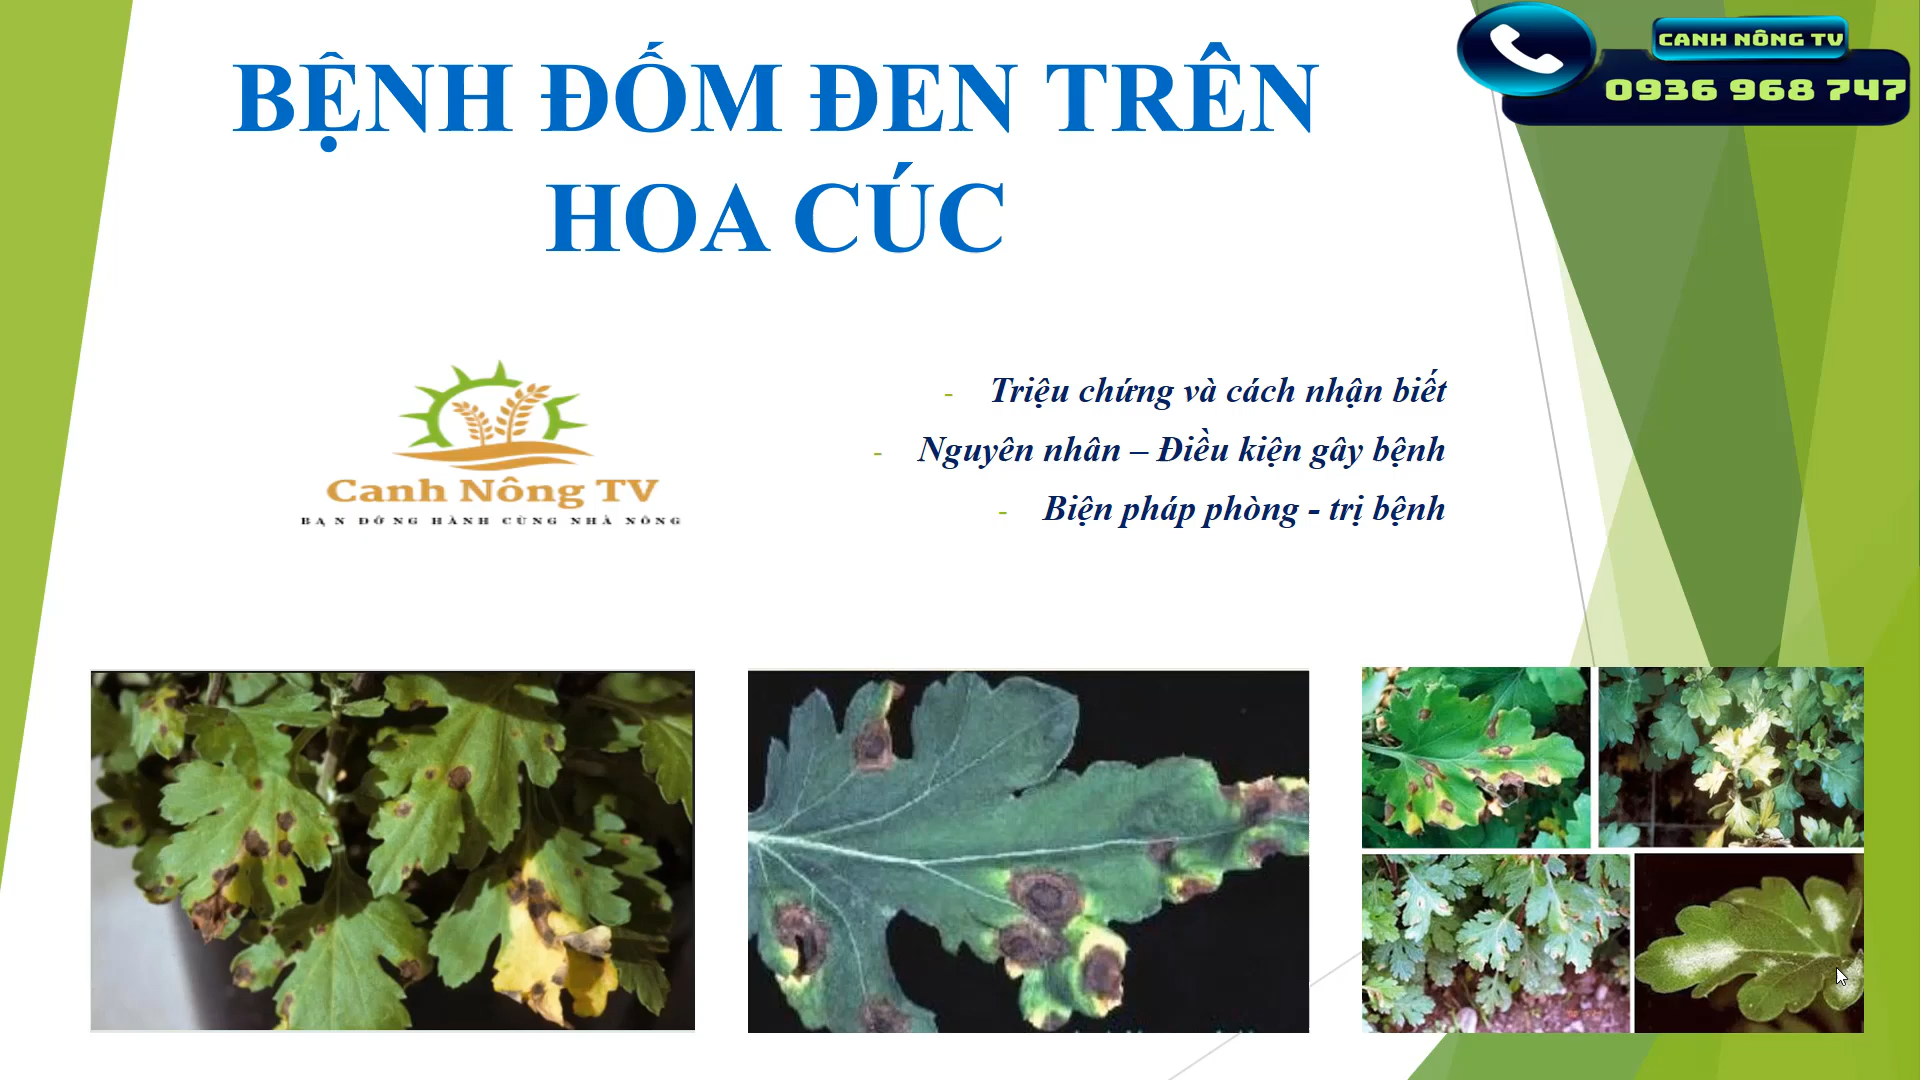 CANH NÔNG TV
0936 968 747
BỆNH ĐỐM ĐEN TRÊN
HOA CÚC
Canh Nông TV
BẠN ĐỒNG HÀNH CÙNG NHÀ NÔNG
- Triệu chứng và cách nhận biết
- Nguyên nhân – Điều kiện gây bệnh
- Biện pháp phòng - trị bệnh